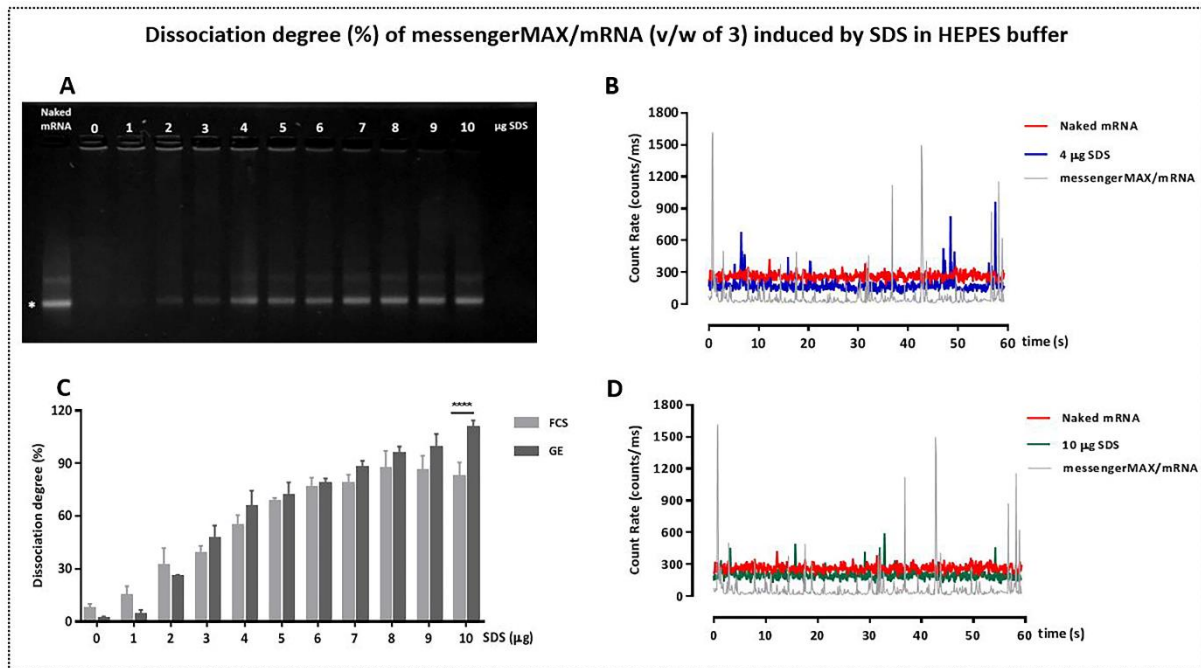 Dissociation degree (%) of messengerMAX/mRNA (v/w of 3) induced by SDS in HEPES buffer
A
Naked
mRNA
0 1 2 3 4 5 6 7 8 9 10 µg SDS
*
B
1800
1500
1200
900
600
300
0
Count Rate (counts/ms)
0 10 20 30 40 50 60 time (s)
Naked mRNA
4 µg SDS
messengerMAX/mRNA
C
120
90
60
30
0
Dissociation degree (%)
****
FCS
GE
0 1 2 3 4 5 6 7 8 9 10 SDS (µg)
D
1800
1500
1200
900
600
300
0
Count Rate (counts/ms)
0 10 20 30 40 50 60 time (s)
Naked mRNA
10 µg SDS
messengerMAX/mRNA